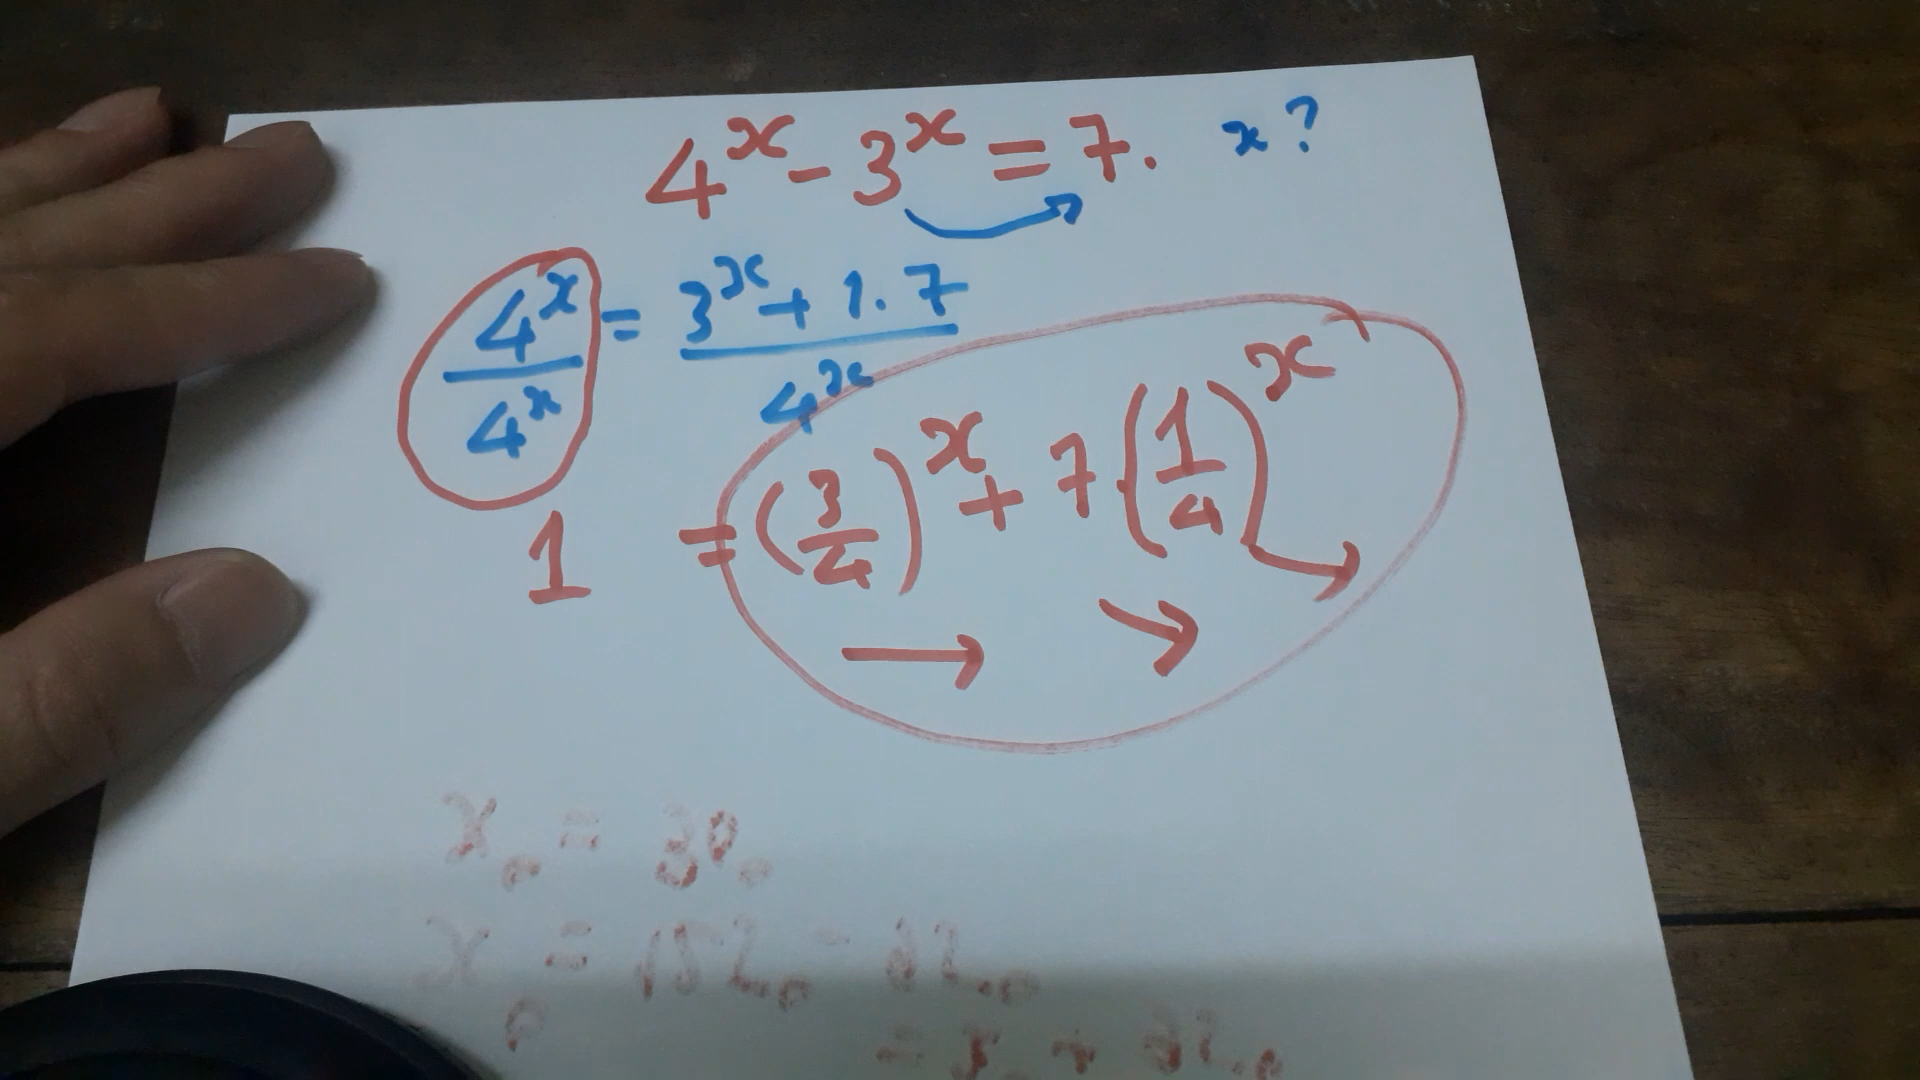 4^x - 3^x = 7. x?
4^x/4^x = (3^x + 1.7)/4^x
1 = (3/4)^x + 7.(1/4)^x